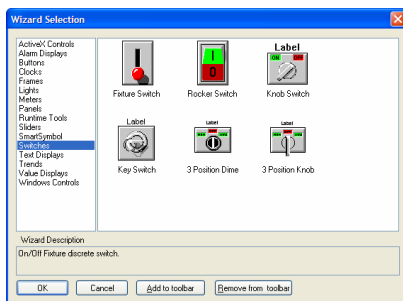 Wizard Selection
ActiveX Controls
Alarm Displays
Buttons
Clocks
Frames
Lights
Meters
Panels
Runtime Tools
Sliders
SmartSymbol
Switches
Text Displays
Trends
Value Displays
Windows Controls
Fixture Switch
Rocker Switch
Label
ON OFF
Knob Switch
Label
Key Switch
Label
3 Position Dime
Label
3 Position Knob
Wizard Description
On/Off Fixture discrete switch.
OK
Cancel
Add to toolbar
Remove from toolbar